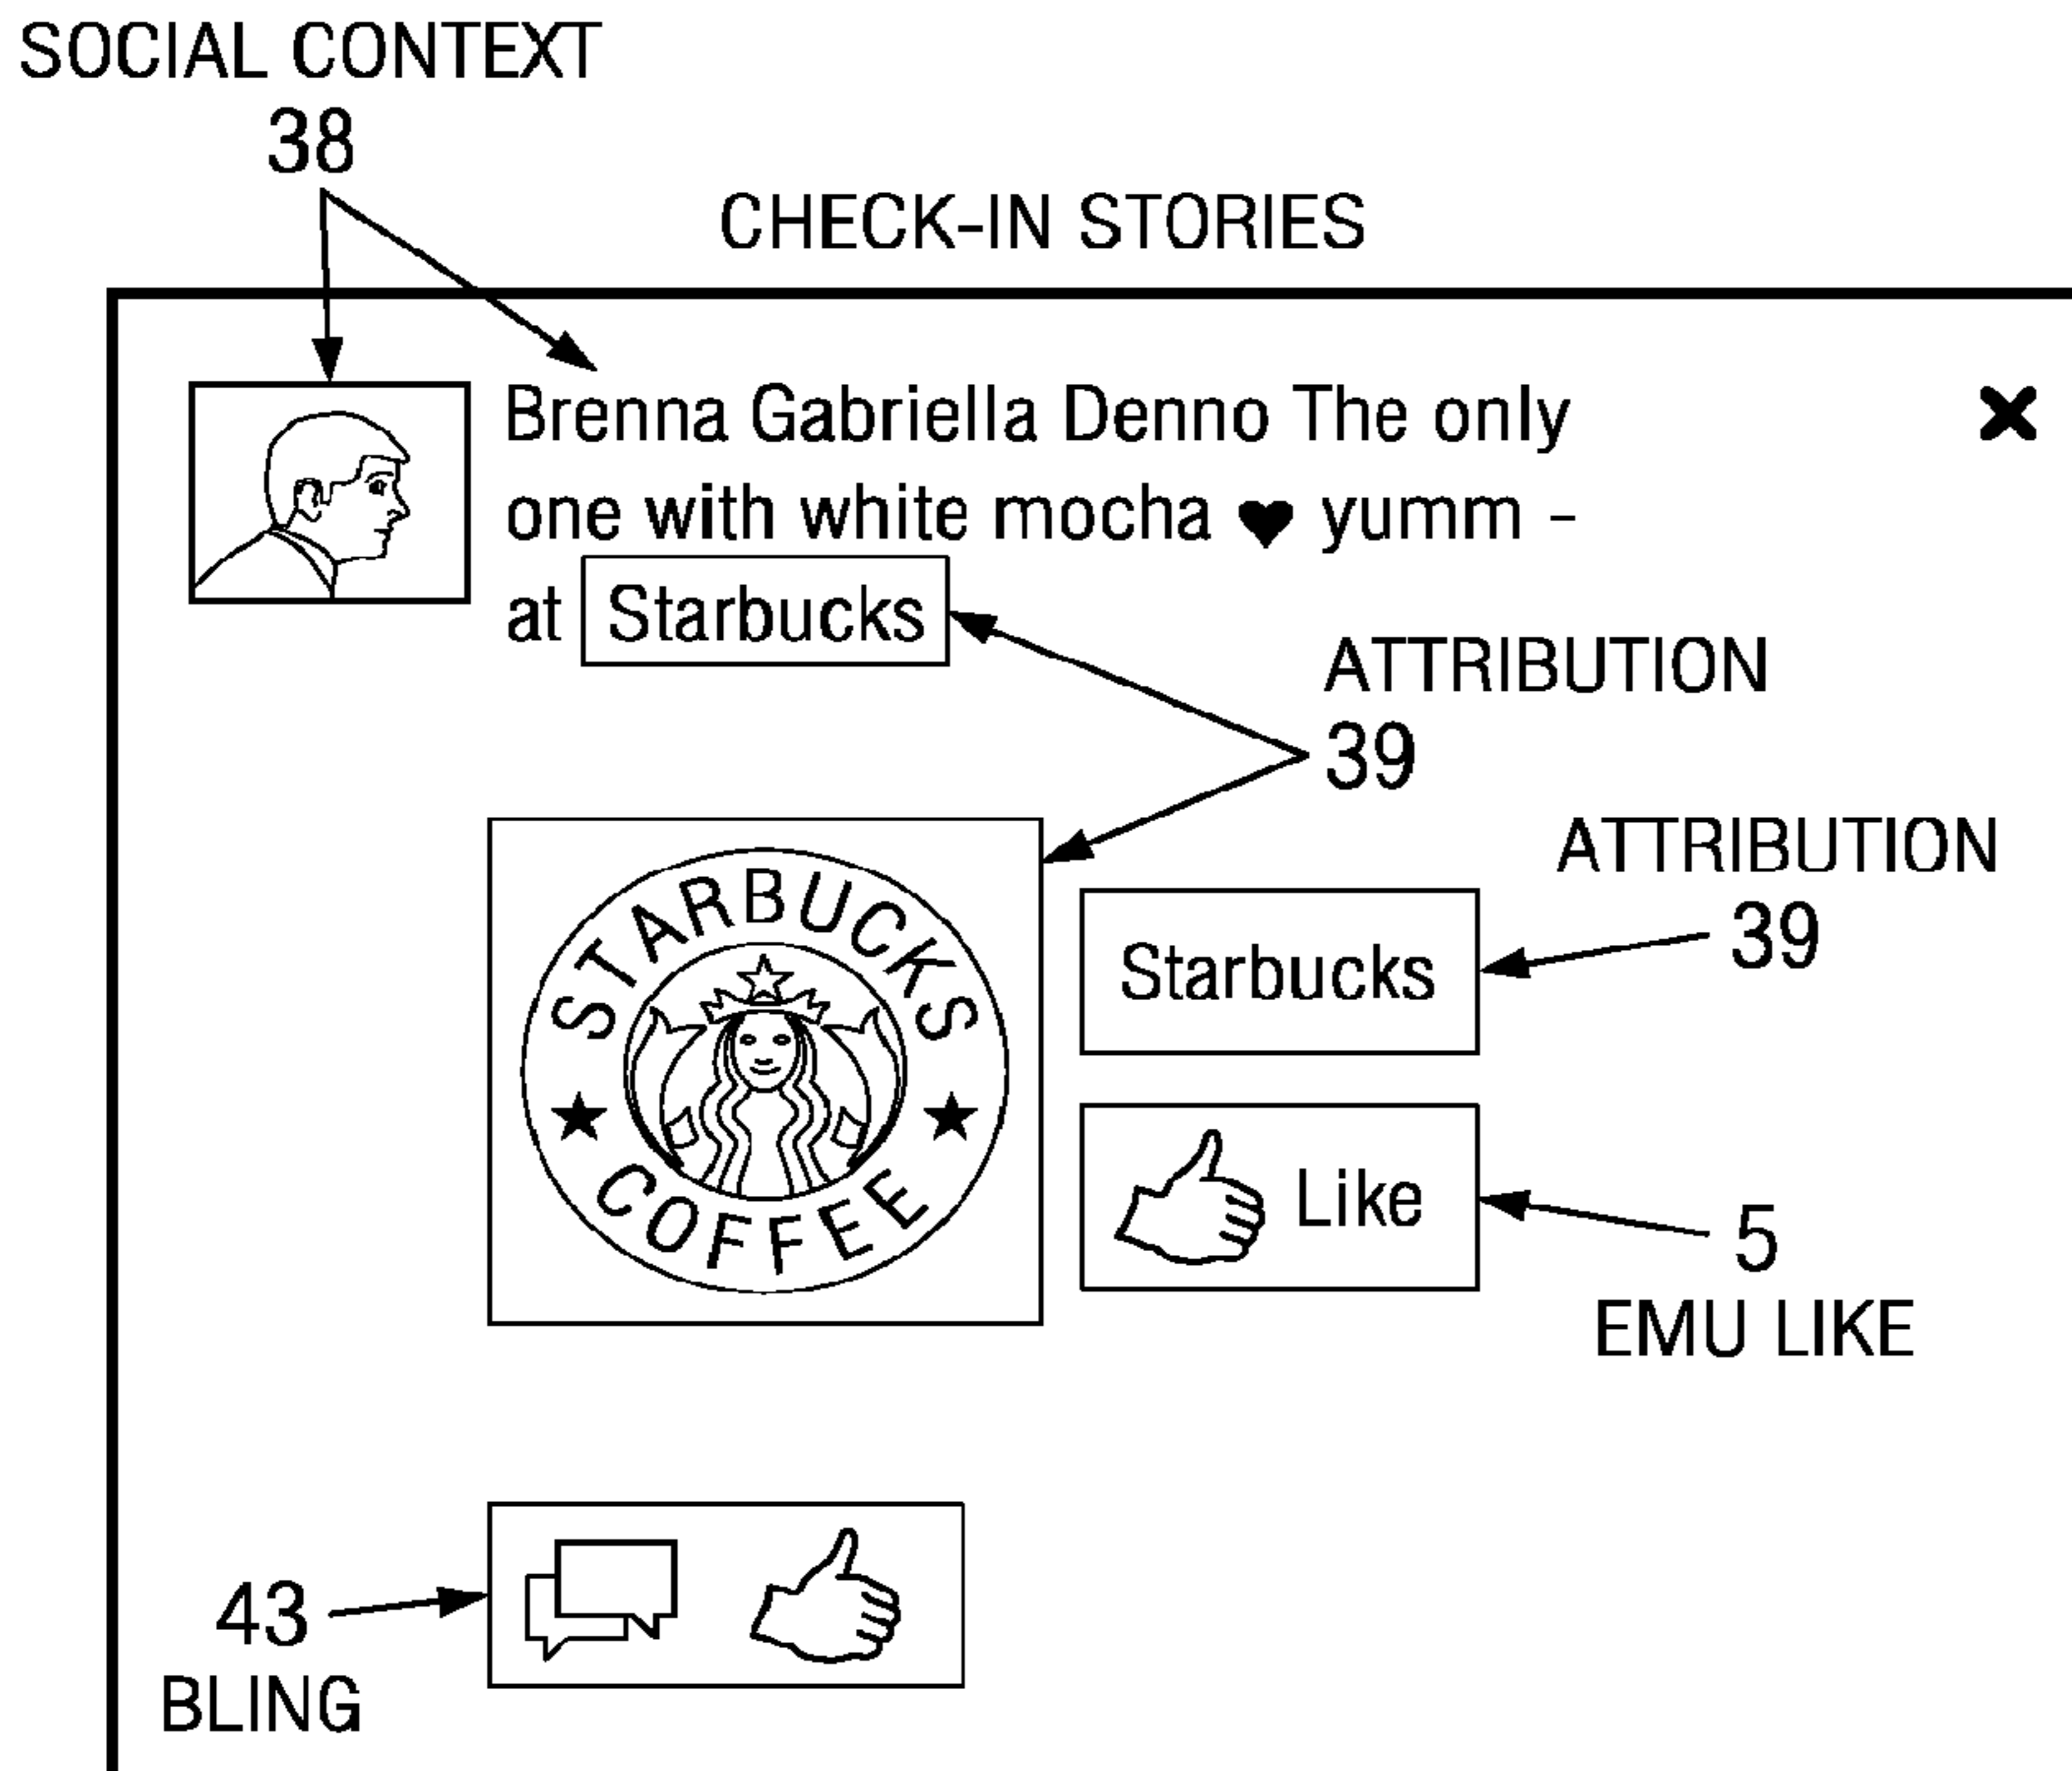 SOCIAL CONTEXT
38
CHECK-IN STORIES
Brenna Gabriella Denno The only
one with white mocha ♥ yumm -
at Starbucks
ATTRIBUTION
39
ATTRIBUTION
39
STARBUCKS
COFFEE
Starbucks
Like
5
EMU LIKE
43
BLING